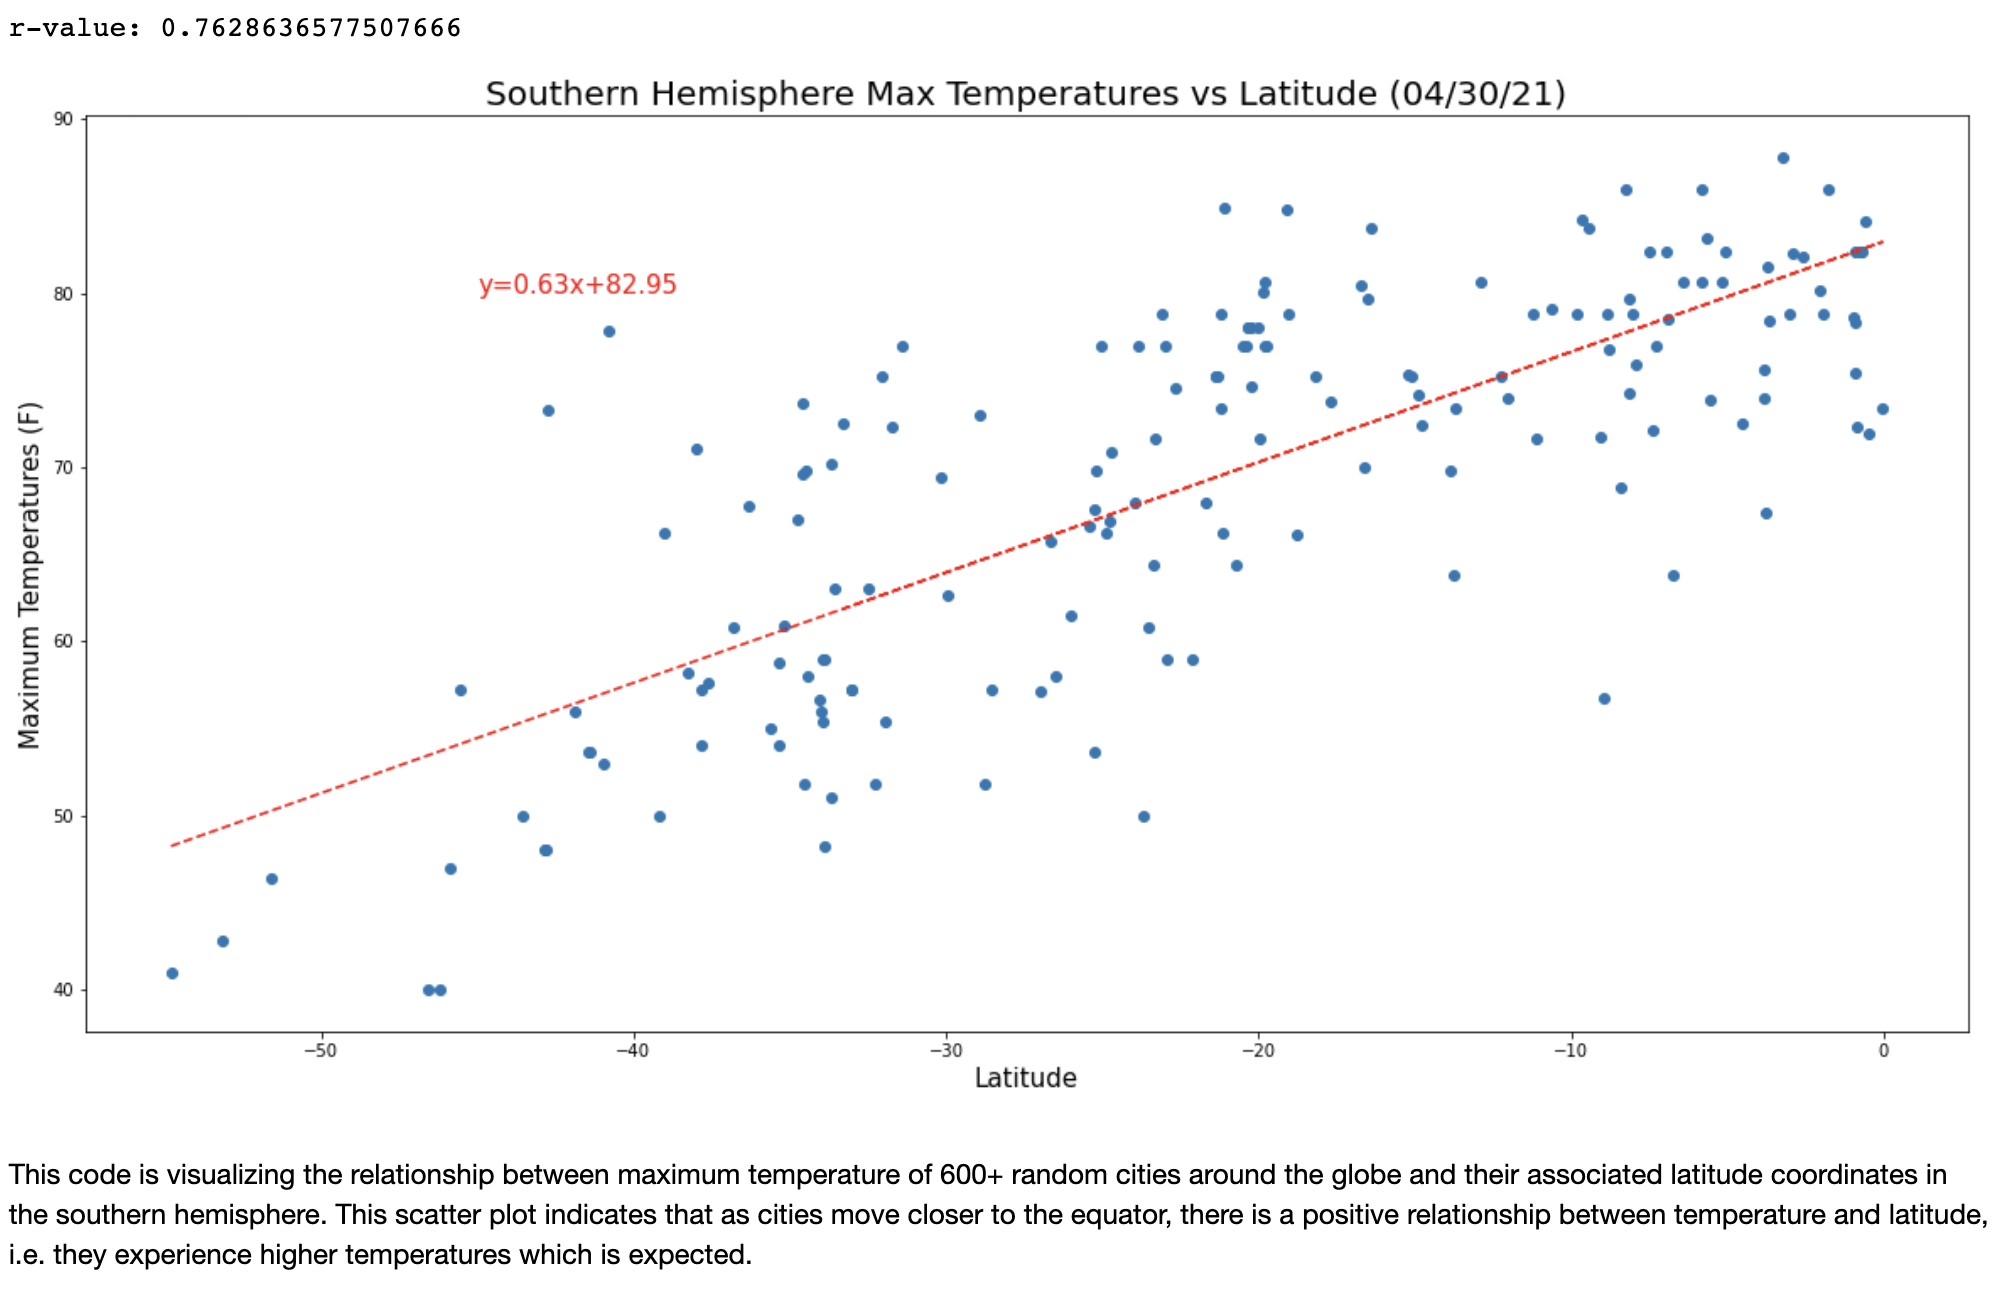 r-value: 0.7628636577507666
Southern Hemisphere Max Temperatures vs Latitude (04/30/21)
90
80
70
60
50
40
Maximum Temperatures (F)
y=0.63x+82.95
−50 −40 −30 −20 −10 0
Latitude
This code is visualizing the relationship between maximum temperature of 600+ random cities around the globe and their associated latitude coordinates in
the southern hemisphere. This scatter plot indicates that as cities move closer to the equator, there is a positive relationship between temperature and latitude,
i.e. they experience higher temperatures which is expected.